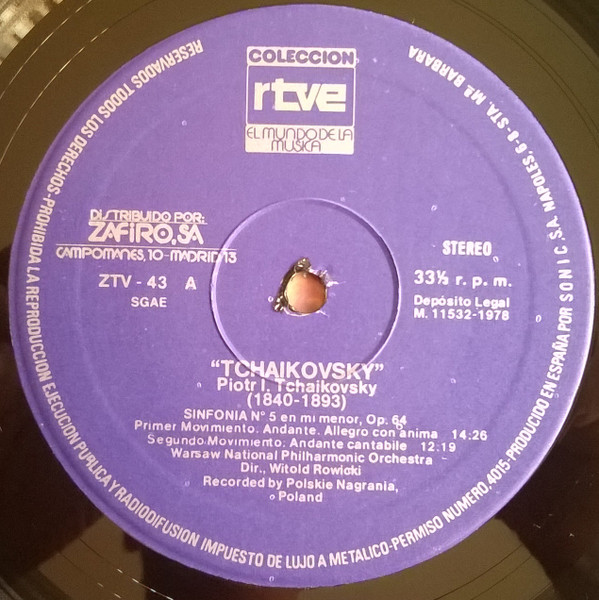 COLECCION
rtve
EL MUNDO DE LA
MUSICA
DISTRIBUIDO POR:
ZAFIRO, SA
CAMPOMANES, 10 - MADRID 13
ZTV - 43 A
SGAE
STEREO
33⅓ r. p. m.
Depósito Legal
M. 11532-1978
“TCHAIKOVSKY”
Piotr I. Tchaikovsky
(1840-1893)
SINFONIA Nº 5 en mi menor, Op. 64
Primer Movimiento: Andante. Allegro con anima 14:26
Segundo Movimiento: Andante cantabile 12:19
Warsaw National Philharmonic Orchestra
Dir., Witold Rowicki
Recorded by Polskie Nagrania,
Poland
RESERVADOS TODOS LOS DERECHOS-PROHIBIDA LA REPRODUCCION EJECUCION PUBLICA Y RADIODIFUSION IMPUESTO DE LUJO A METALICO-PERMISO NUMERO.4015-PRODUCIDO EN ESPAÑA POR SONIC S.A. NAPOLES, 6-8-STA. Mª. BARBARA